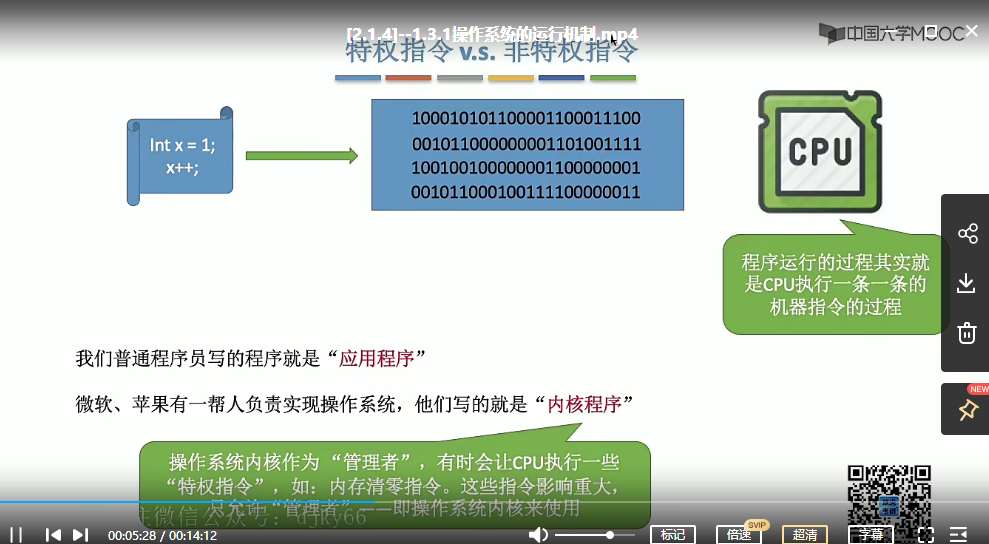 [2.1.4]--1.3.1操作系统的运行机制.mp4
中国大学MOOC
特权指令 v.s. 非特权指令
Int x = 1;
x++;
100010101100001100011100
001011000000001101001111
100100100000001100000001
001011000100111100000011
CPU
程序运行的过程其实就
是CPU执行一条一条的
机器指令的过程
我们普通程序员写的程序就是“应用程序”
微软、苹果有一帮人负责实现操作系统，他们写的就是“内核程序”
NEW
操作系统内核作为 “管理者”，有时会让CPU执行一些
“特权指令”，如：内存清零指令。这些指令影响重大，
只允许“管理者”——即操作系统内核来使用
微信公众号：djky66
00:05:28 / 00:14:12
标记
倍速
SVIP
超清
字幕